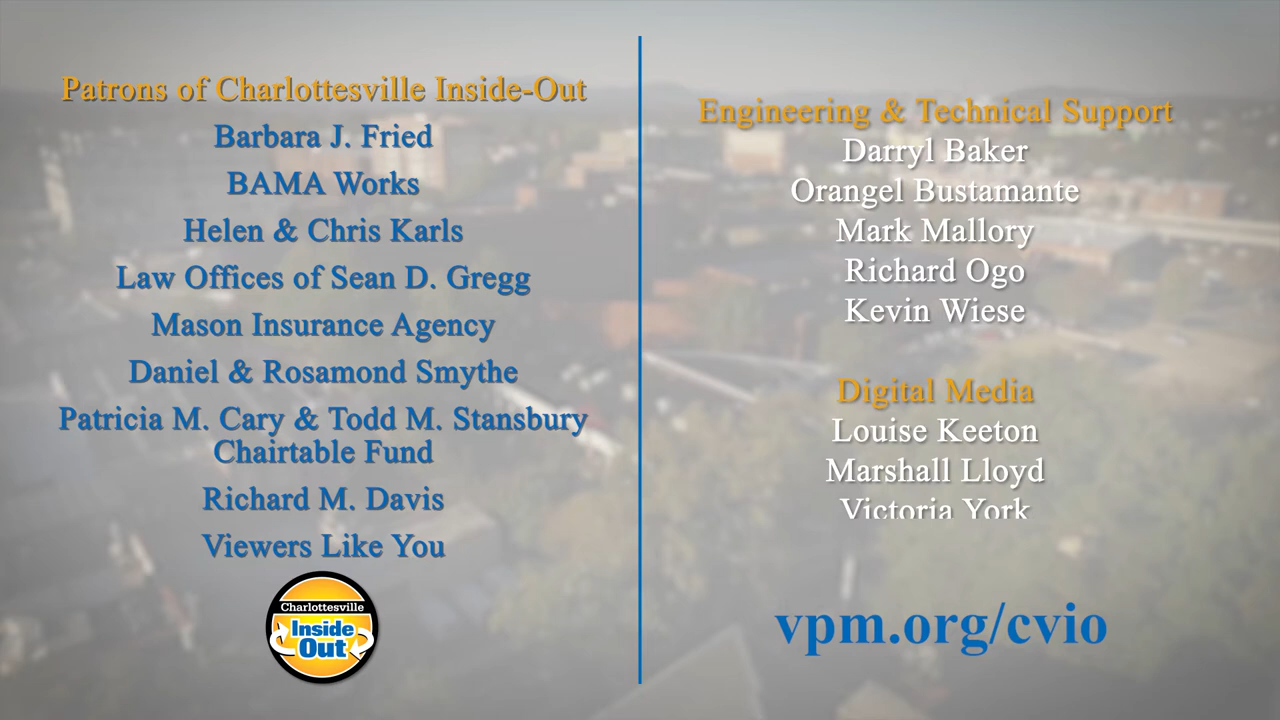 Patrons of Charlottesville Inside-Out
Barbara J. Fried
BAMA Works
Helen & Chris Karls
Law Offices of Sean D. Gregg
Mason Insurance Agency
Daniel & Rosamond Smythe
Patricia M. Cary & Todd M. Stansbury
Chairtable Fund
Richard M. Davis
Viewers Like You
Charlottesville
Inside
Out
Engineering & Technical Support
Darryl Baker
Orangel Bustamante
Mark Mallory
Richard Ogo
Kevin Wiese
Digital Media
Louise Keeton
Marshall Lloyd
Victoria York
vpm.org/cvio